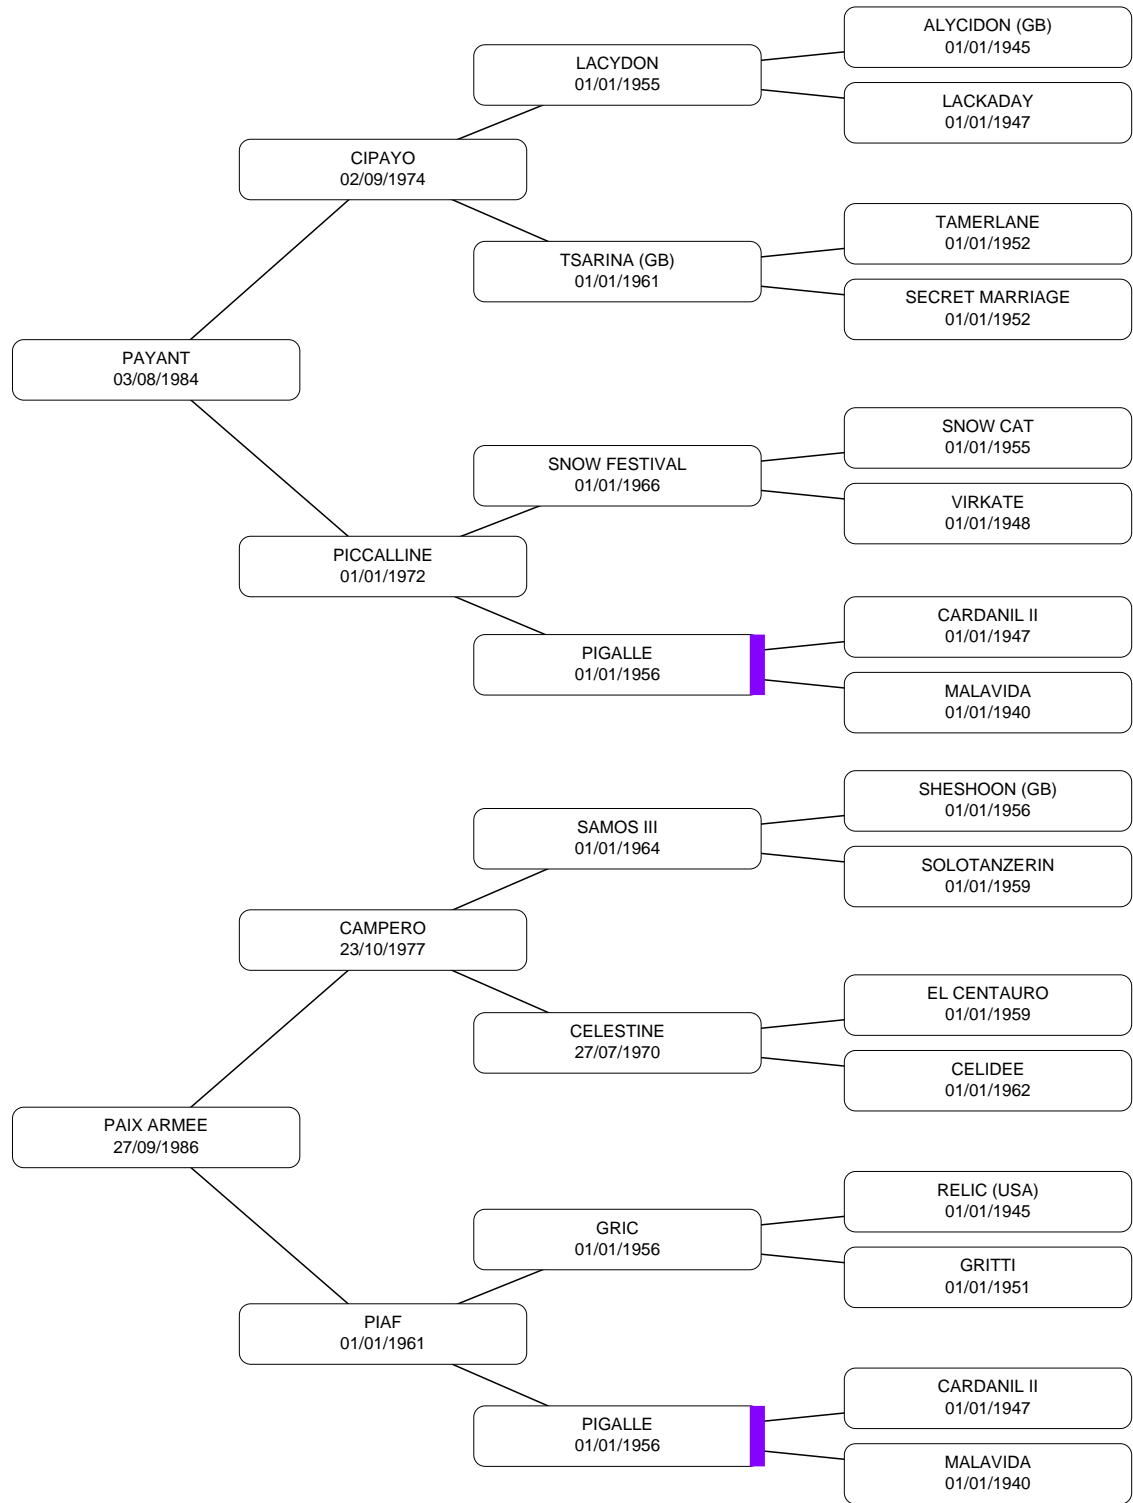 ALYCIDON (GB)
01/01/1945
LACYDON
01/01/1955
LACKADAY
01/01/1947
CIPAYO
02/09/1974
TAMERLANE
01/01/1952
TSARINA (GB)
01/01/1961
SECRET MARRIAGE
01/01/1952
PAYANT
03/08/1984
SNOW CAT
01/01/1955
SNOW FESTIVAL
01/01/1966
VIRKATE
01/01/1948
PICCALLINE
01/01/1972
CARDANIL II
01/01/1947
PIGALLE
01/01/1956
MALAVIDA
01/01/1940
SHESHOON (GB)
01/01/1956
SAMOS III
01/01/1964
SOLOTANZERIN
01/01/1959
CAMPERO
23/10/1977
EL CENTAURO
01/01/1959
CELESTINE
27/07/1970
CELIDEE
01/01/1962
PAIX ARMEE
27/09/1986
RELIC (USA)
01/01/1945
GRIC
01/01/1956
GRITTI
01/01/1951
PIAF
01/01/1961
CARDANIL II
01/01/1947
PIGALLE
01/01/1956
MALAVIDA
01/01/1940